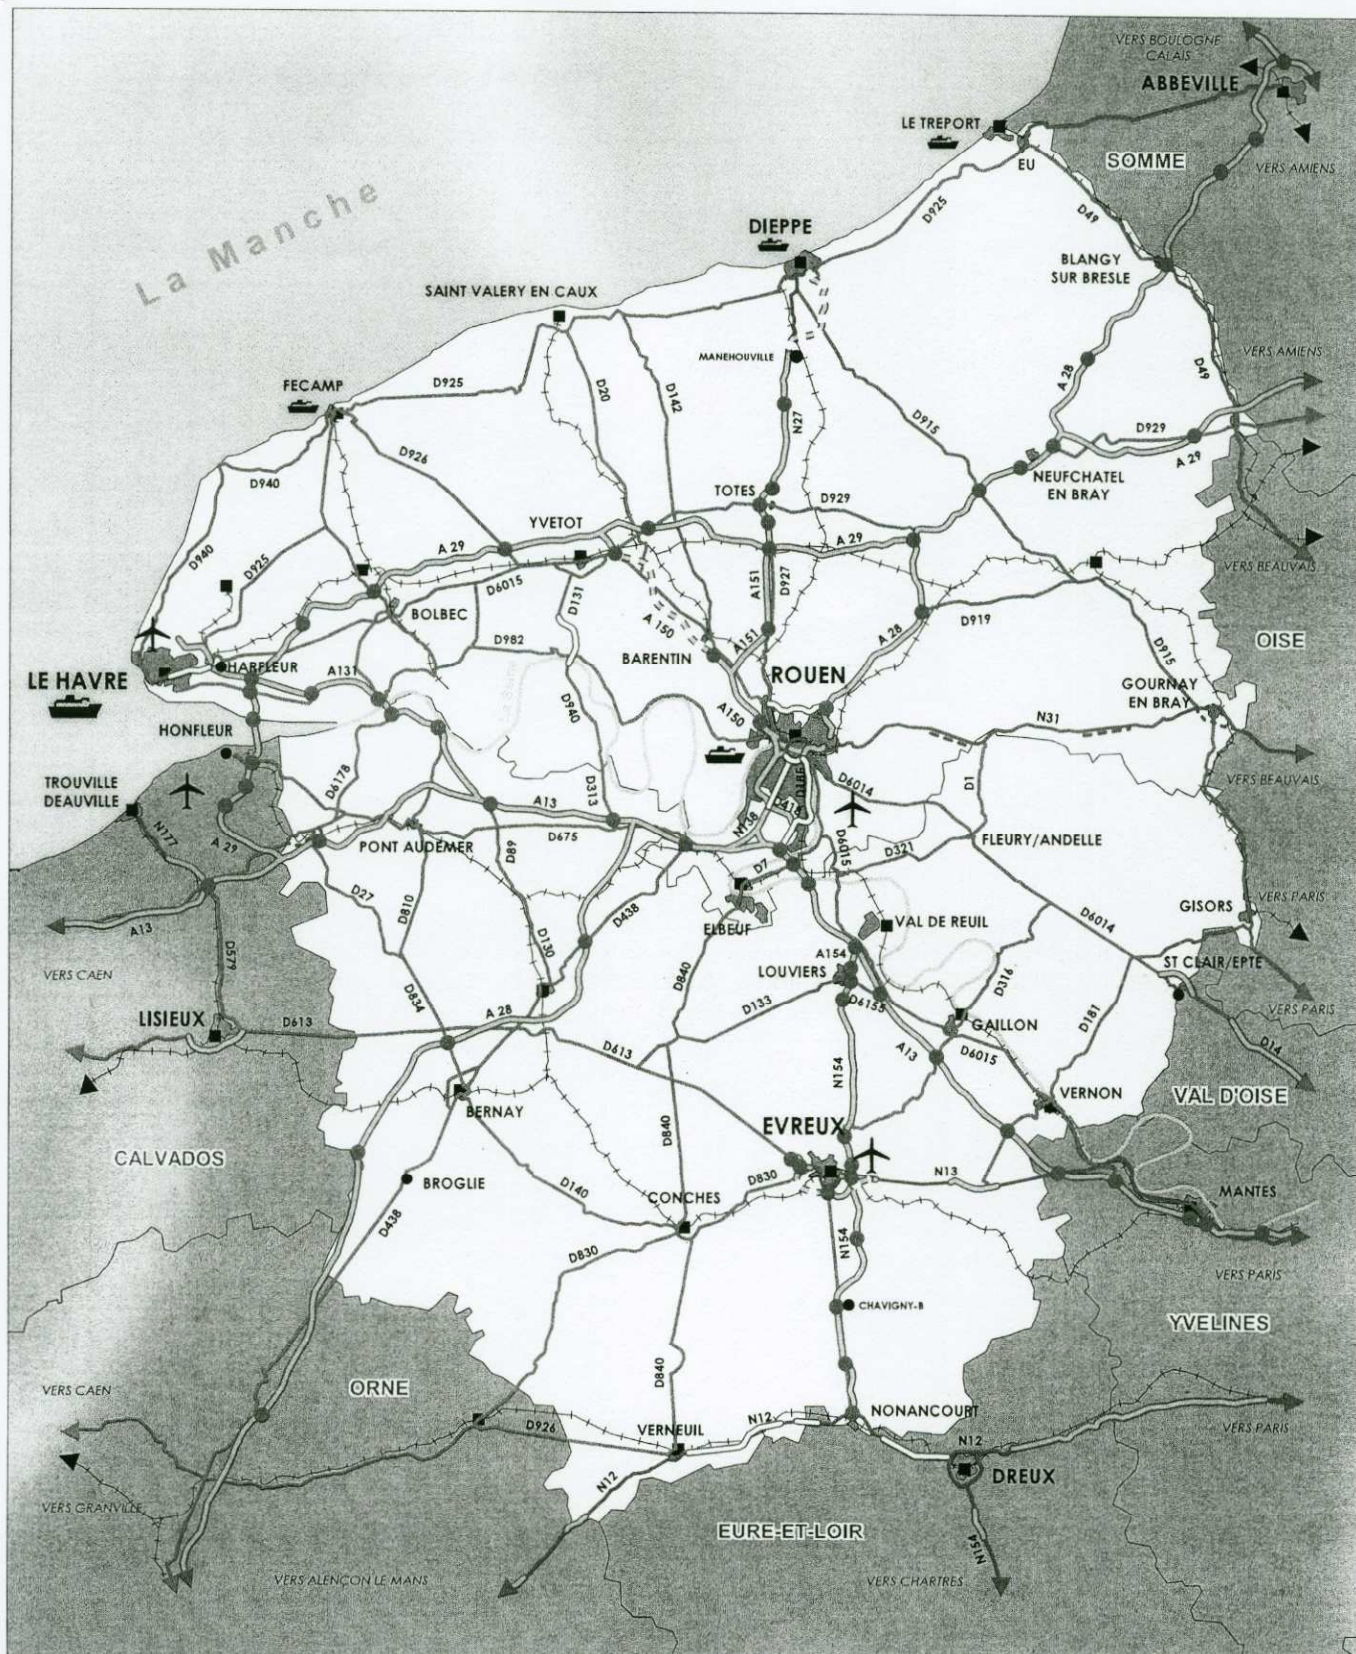 VERS BOULOGNE
CALAIS
ABBEVILLE
LE TREPORT
EU
SOMME
VERS AMIENS
La Manche
DIEPPE
D925
D49
BLANGY
SUR BRESLE
SAINT VALERY EN CAUX
MANEHOUVILLE
VERS AMIENS
D49
A 28
FECAMP
D925
D20
D142
N27
D915
D929
A 29
D926
D940
NEUFCHATEL
EN BRAY
TOTES
D929
YVETOT
A 29
A 29
D940
D925
D6015
D131
A151
D927
VERS BEAUVAIS
BOLBEC
A 150
A151
A 28
D919
OISE
D982
BARENTIN
D915
HARFLEUR
A131
LE HAVRE
La Seine
ROUEN
GOURNAY
EN BRAY
D940
A150
N31
HONFLEUR
VERS BEAUVAIS
TROUVILLE
DEAUVILLE
D6178
D313
D18E
D6014
D1
A13
D418
N138
N177
A 29
PONT AUDEMER
D675
D89
D6015
D321
FLEURY/ANDELLE
D7
D27
D810
D438
ELBEUF
VAL DE REUIL
D6014
GISORS
VERS PARIS
A13
D579
D130
A154
VERS CAEN
LOUVIERS
ST CLAIR/EPTE
D840
D316
D834
A 28
D133
D6155
VERS PARIS
LISIEUX
D613
GAILLON
D181
D613
A13
D6015
D14
N154
BERNAY
VERNON
VAL D'OISE
D840
EVREUX
CALVADOS
BROGLIE
D140
CONCHES
D830
N13
MANTES
D438
D830
N154
VERS PARIS
CHAVIGNY-B
YVELINES
D840
VERS CAEN
ORNE
NONANCOURT
D926
VERNEUIL
N12
VERS PARIS
N12
N12
DREUX
VERS GRANVILLE
EURE-ET-LOIR
N154
VERS ALENÇON LE MANS
VERS CHARTRES